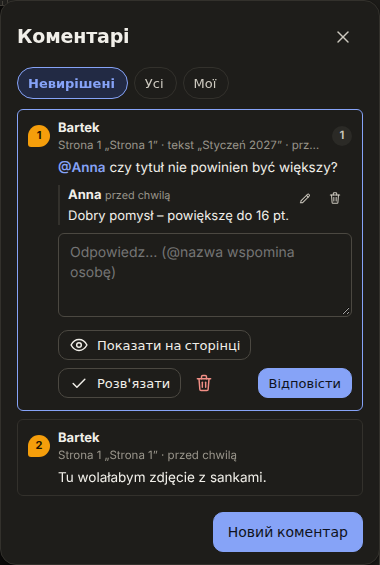 Коментарі
Невирішені
Усі
Мої
1
Bartek
1
Strona 1 „Strona 1” · tekst „Styczeń 2027” · prz...
@Anna czy tytuł nie powinien być większy?
Anna przed chwilą
Dobry pomysł – powiększę do 16 pt.
Odpowiedz... (@nazwa wspomina
osobę)
Показати на сторінці
Розв'язати
Відповісти
2
Bartek
Strona 1 „Strona 1” · przed chwilą
Tu wolałabym zdjęcie z sankami.
Новий коментар